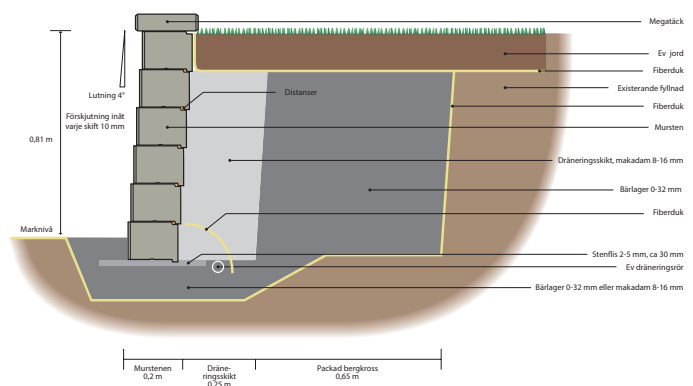 Megatäck
Ev jord
Fiberduk
Lutning 4°
Distanser
Existerande fyllnad
Fiberduk
Förskjutning inåt
varje skift 10 mm
Mursten
0,81 m
Dräneringsskikt, makadam 8-16 mm
Bärlager 0-32 mm
Fiberduk
Marknivå
Stenflis 2-5 mm, ca 30 mm
Ev dräneringsrör
Bärlager 0-32 mm eller makadam 8-16 mm
Murstenen
0,2 m
Dräne-
ringsskikt
0,25 m
Packad bergkross
0,65 m